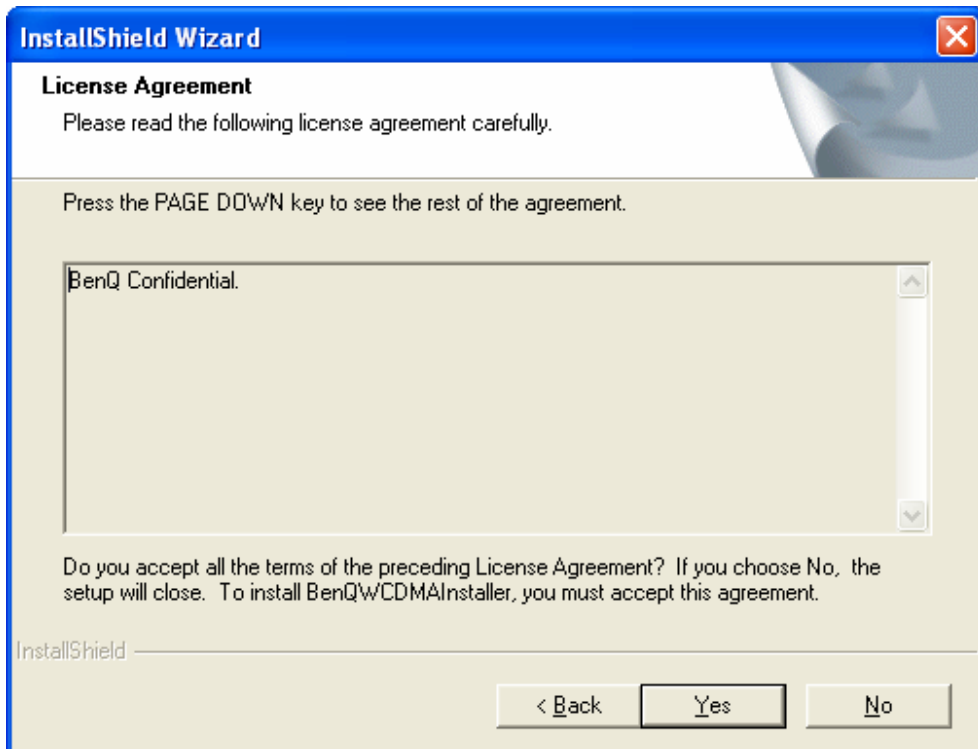 InstallShield Wizard
License Agreement
Please read the following license agreement carefully.
Press the PAGE DOWN key to see the rest of the agreement.
BenQ Confidential.
Do you accept all the terms of the preceding License Agreement?  If you choose No,  the
setup will close.  To install BenQWCDMAInstaller, you must accept this agreement.
InstallShield
< Back
Yes
No